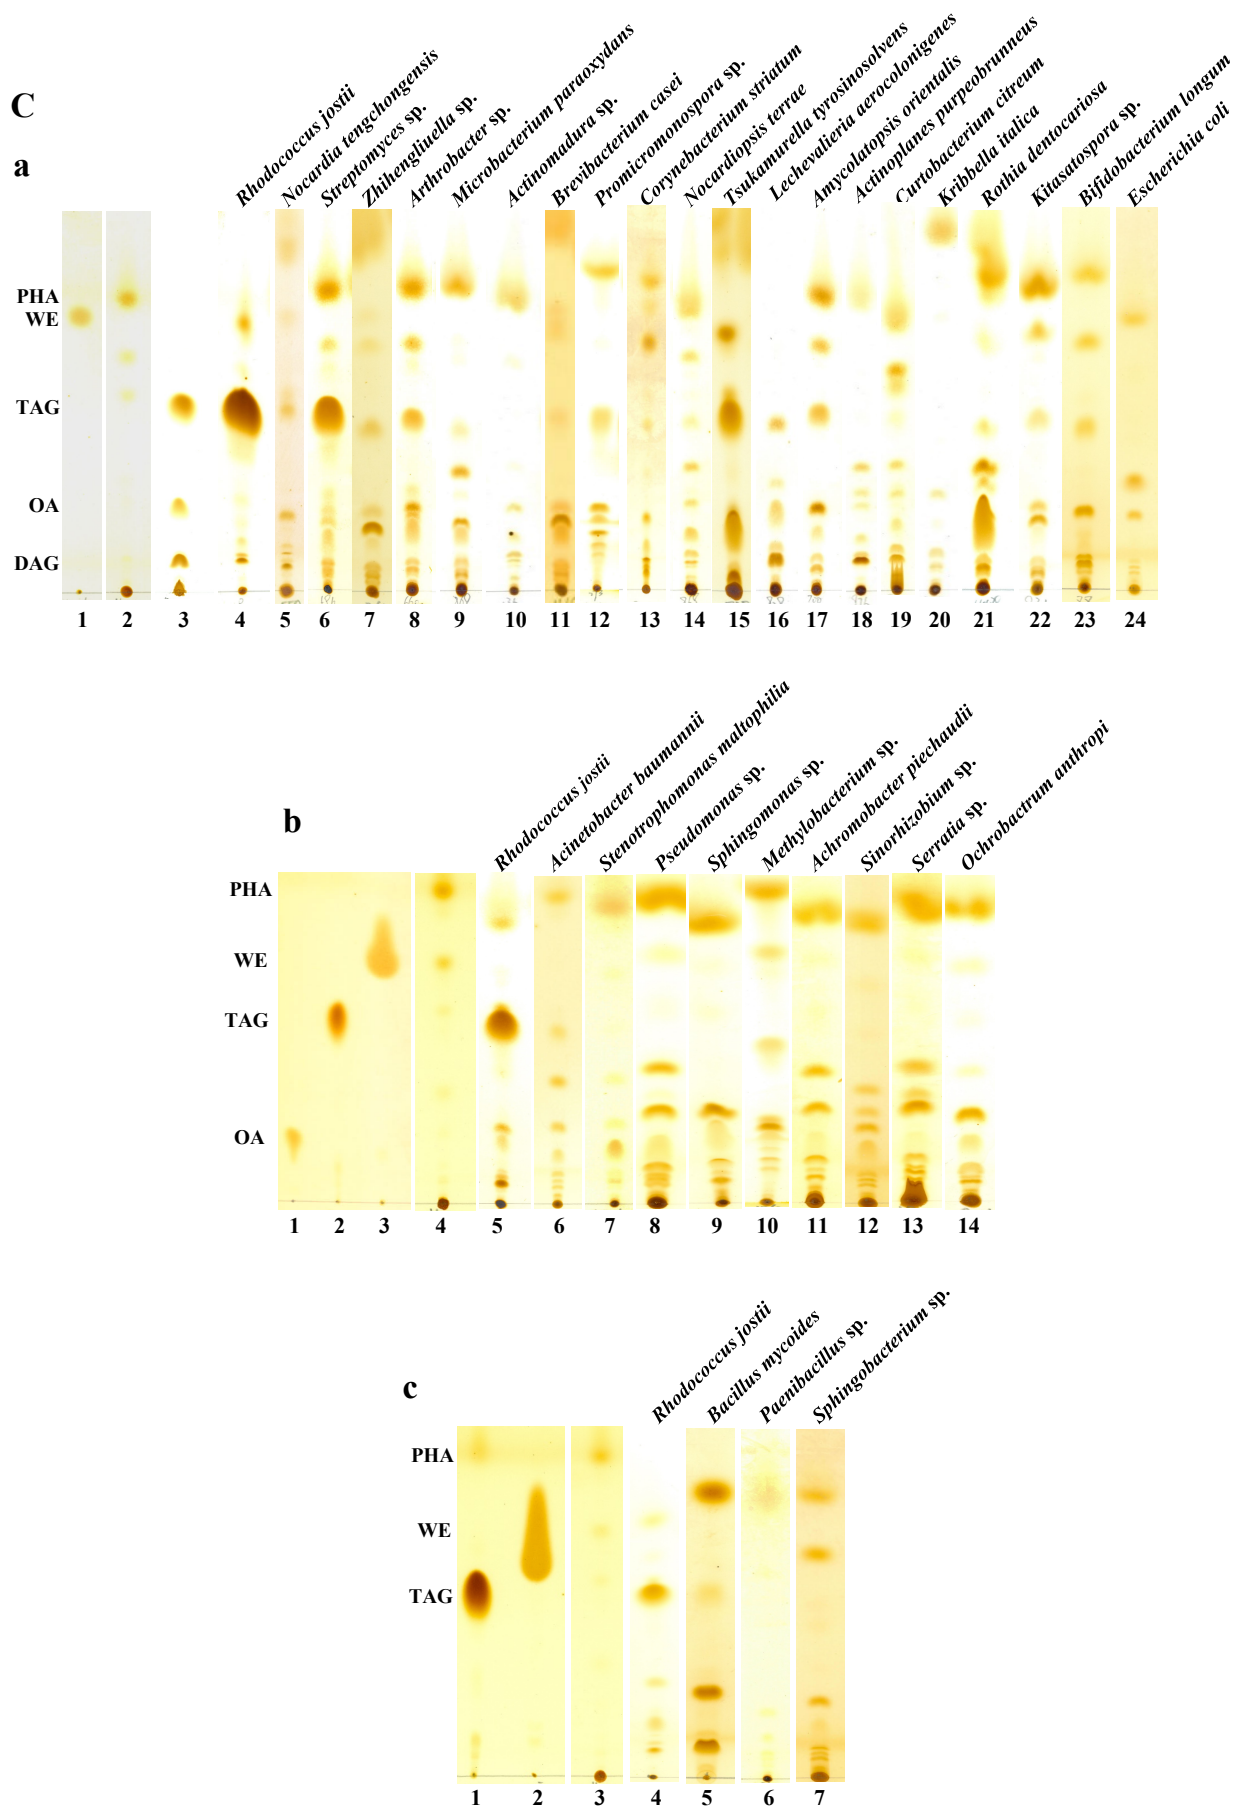 C
a
Rhodococcus jostii
Nocardia tengchongensis
Streptomyces sp.
Zhihengliuella sp.
Arthrobacter sp.
Microbacterium paraoxydans
Actinomadura sp.
Brevibacterium casei
Promicromonospora sp.
Corynebacterium striatum
Nocardiopsis terrae
Tsukamurella tyrosinosolvens
Lechevalieria aerocolonigenes
Amycolatopsis orientalis
Actinoplanes purpeobrunneus
Curtobacterium citreum
Kribbella italica
Rothia dentocariosa
Kitasatospora sp.
Bifidobacterium longum
Escherichia coli
PHA
WE
TAG
OA
DAG
1 2 3 4 5 6 7 8 9 10 11 12 13 14 15 16 17 18 19 20 21 22 23 24
b
Rhodococcus jostii
Acinetobacter baumannii
Stenotrophomonas maltophilia
Pseudomonas sp.
Sphingomonas sp.
Methylobacterium sp.
Achromobacter piechaudii
Sinorhizobium sp.
Serratia sp.
Ochrobactrum anthropi
PHA
WE
TAG
OA
1 2 3 4 5 6 7 8 9 10 11 12 13 14
c
Rhodococcus jostii
Bacillus mycoides
Paenibacillus sp.
Sphingobacterium sp.
PHA
WE
TAG
1 2 3 4 5 6 7